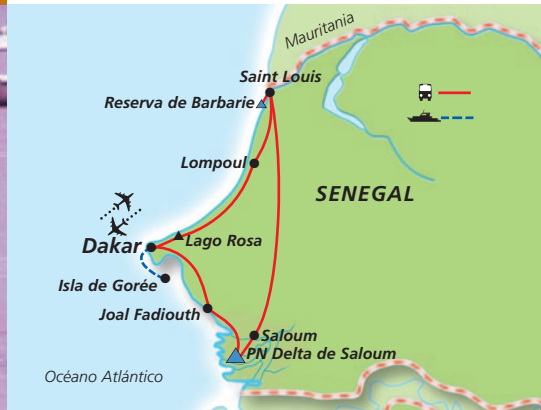 Mauritania
Saint Louis
Reserva de Barbarie
Lompoul
SENEGAL
Lago Rosa
Dakar
Isla de Gorée
Joal Fadiouth
Saloum
PN Delta de Saloum
Océano Atlántico